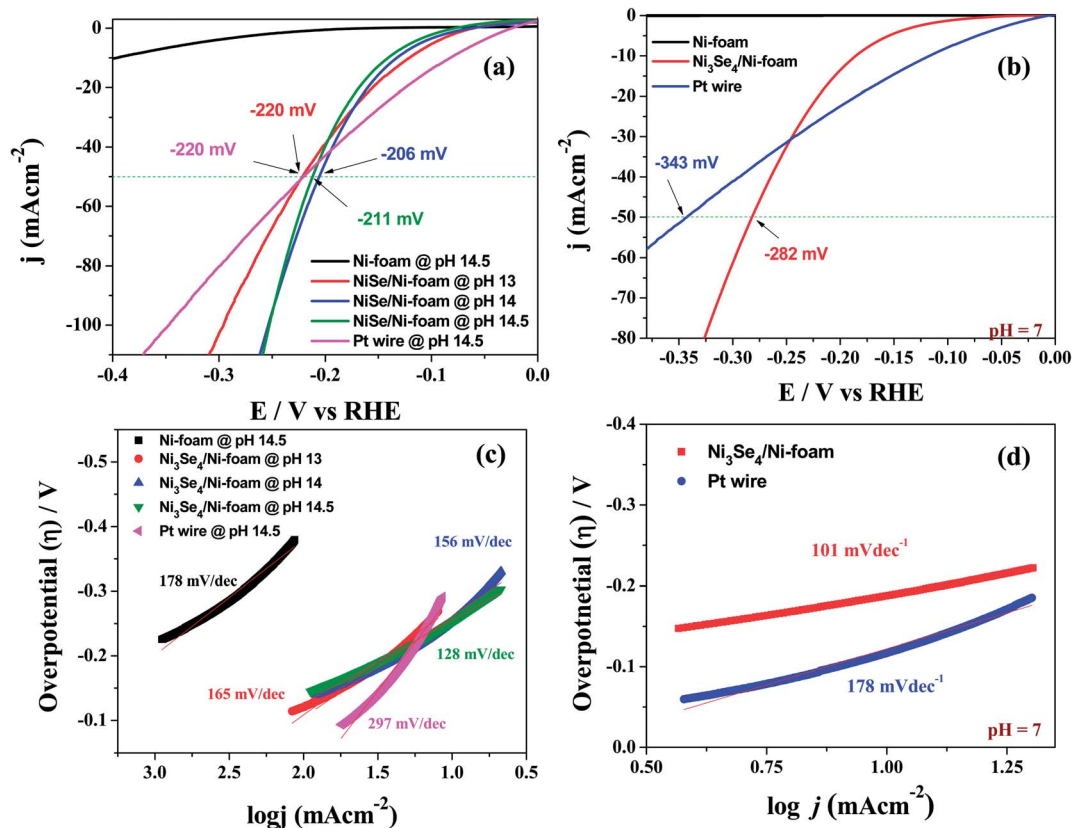 (a)
-220 mV
-220 mV
-206 mV
-211 mV
Ni-foam @ pH 14.5
NiSe/Ni-foam @ pH 13
NiSe/Ni-foam @ pH 14
NiSe/Ni-foam @ pH 14.5
Pt wire @ pH 14.5
0
-20
-40
-60
-80
-100
j (mAcm⁻²)
-0.4 -0.3 -0.2 -0.1 0.0
E / V vs RHE
(b)
Ni-foam
Ni₃Se₄/Ni-foam
Pt wire
-343 mV
-282 mV
pH = 7
0
-10
-20
-30
-40
-50
-60
-70
-80
j (mAcm⁻²)
-0.35 -0.30 -0.25 -0.20 -0.15 -0.10 -0.05 0.00
E / V vs RHE
(c)
Ni-foam @ pH 14.5
Ni₃Se₄/Ni-foam @ pH 13
Ni₃Se₄/Ni-foam @ pH 14
Ni₃Se₄/Ni-foam @ pH 14.5
Pt wire @ pH 14.5
178 mV/dec
156 mV/dec
128 mV/dec
165 mV/dec
297 mV/dec
-0.5
-0.4
-0.3
-0.2
-0.1
Overpotential (η) / V
3.0 2.5 2.0 1.5 1.0 0.5
logj (mAcm⁻²)
(d)
Ni₃Se₄/Ni-foam
Pt wire
101 mVdec⁻¹
178 mVdec⁻¹
pH = 7
-0.4
-0.3
-0.2
-0.1
0.0
Overpotnetial (η) / V
0.50 0.75 1.00 1.25
log j (mAcm⁻²)